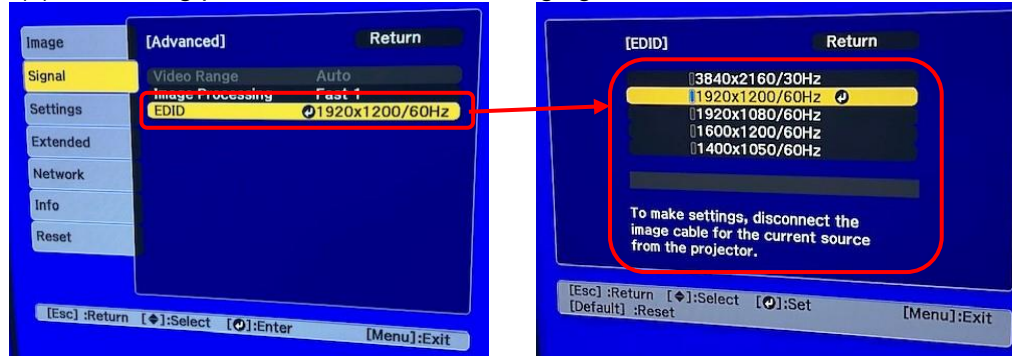 Image
Signal
Settings
Extended
Network
Info
Reset
[Advanced] Return
Video Range Auto
Image Processing Fast 1
EDID 1920x1200/60Hz
[Esc] :Return [ ]:Select [ ]:Enter [Menu]:Exit
[EDID] Return
3840x2160/30Hz
1920x1200/60Hz
1920x1080/60Hz
1600x1200/60Hz
1400x1050/60Hz
To make settings, disconnect the
image cable for the current source
from the projector.
[Esc] :Return [ ]:Select [ ]:Set [Menu]:Exit
[Default] :Reset